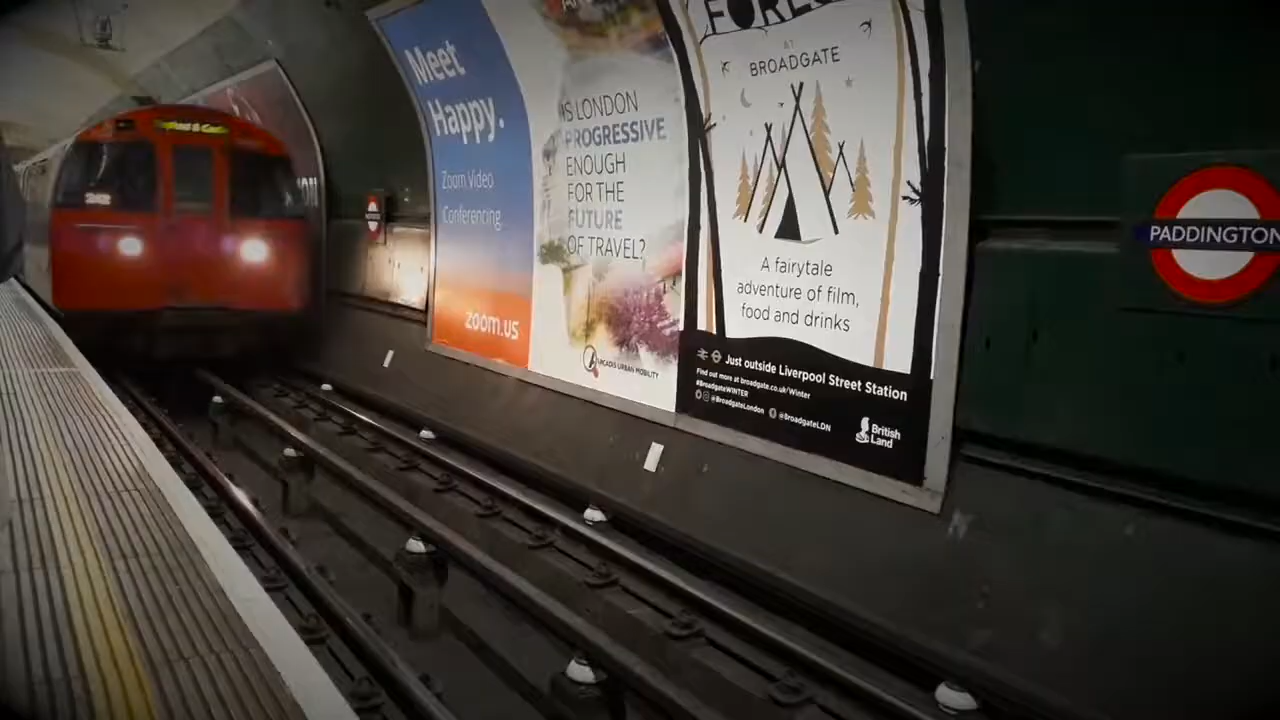 Meet
Happy.
Zoom Video
Conferencing
zoom.us
IS LONDON
PROGRESSIVE
ENOUGH
FOR THE
FUTURE
OF TRAVEL?
ARCADIS URBAN MOBILITY
AT
BROADGATE
A fairytale
adventure of film,
food and drinks
Just outside Liverpool Street Station
Find out more at broadgate.co.uk/Winter
#BroadgateWINTER
@BroadgateLondon @BroadgateLDN
British
Land
PADDINGTON